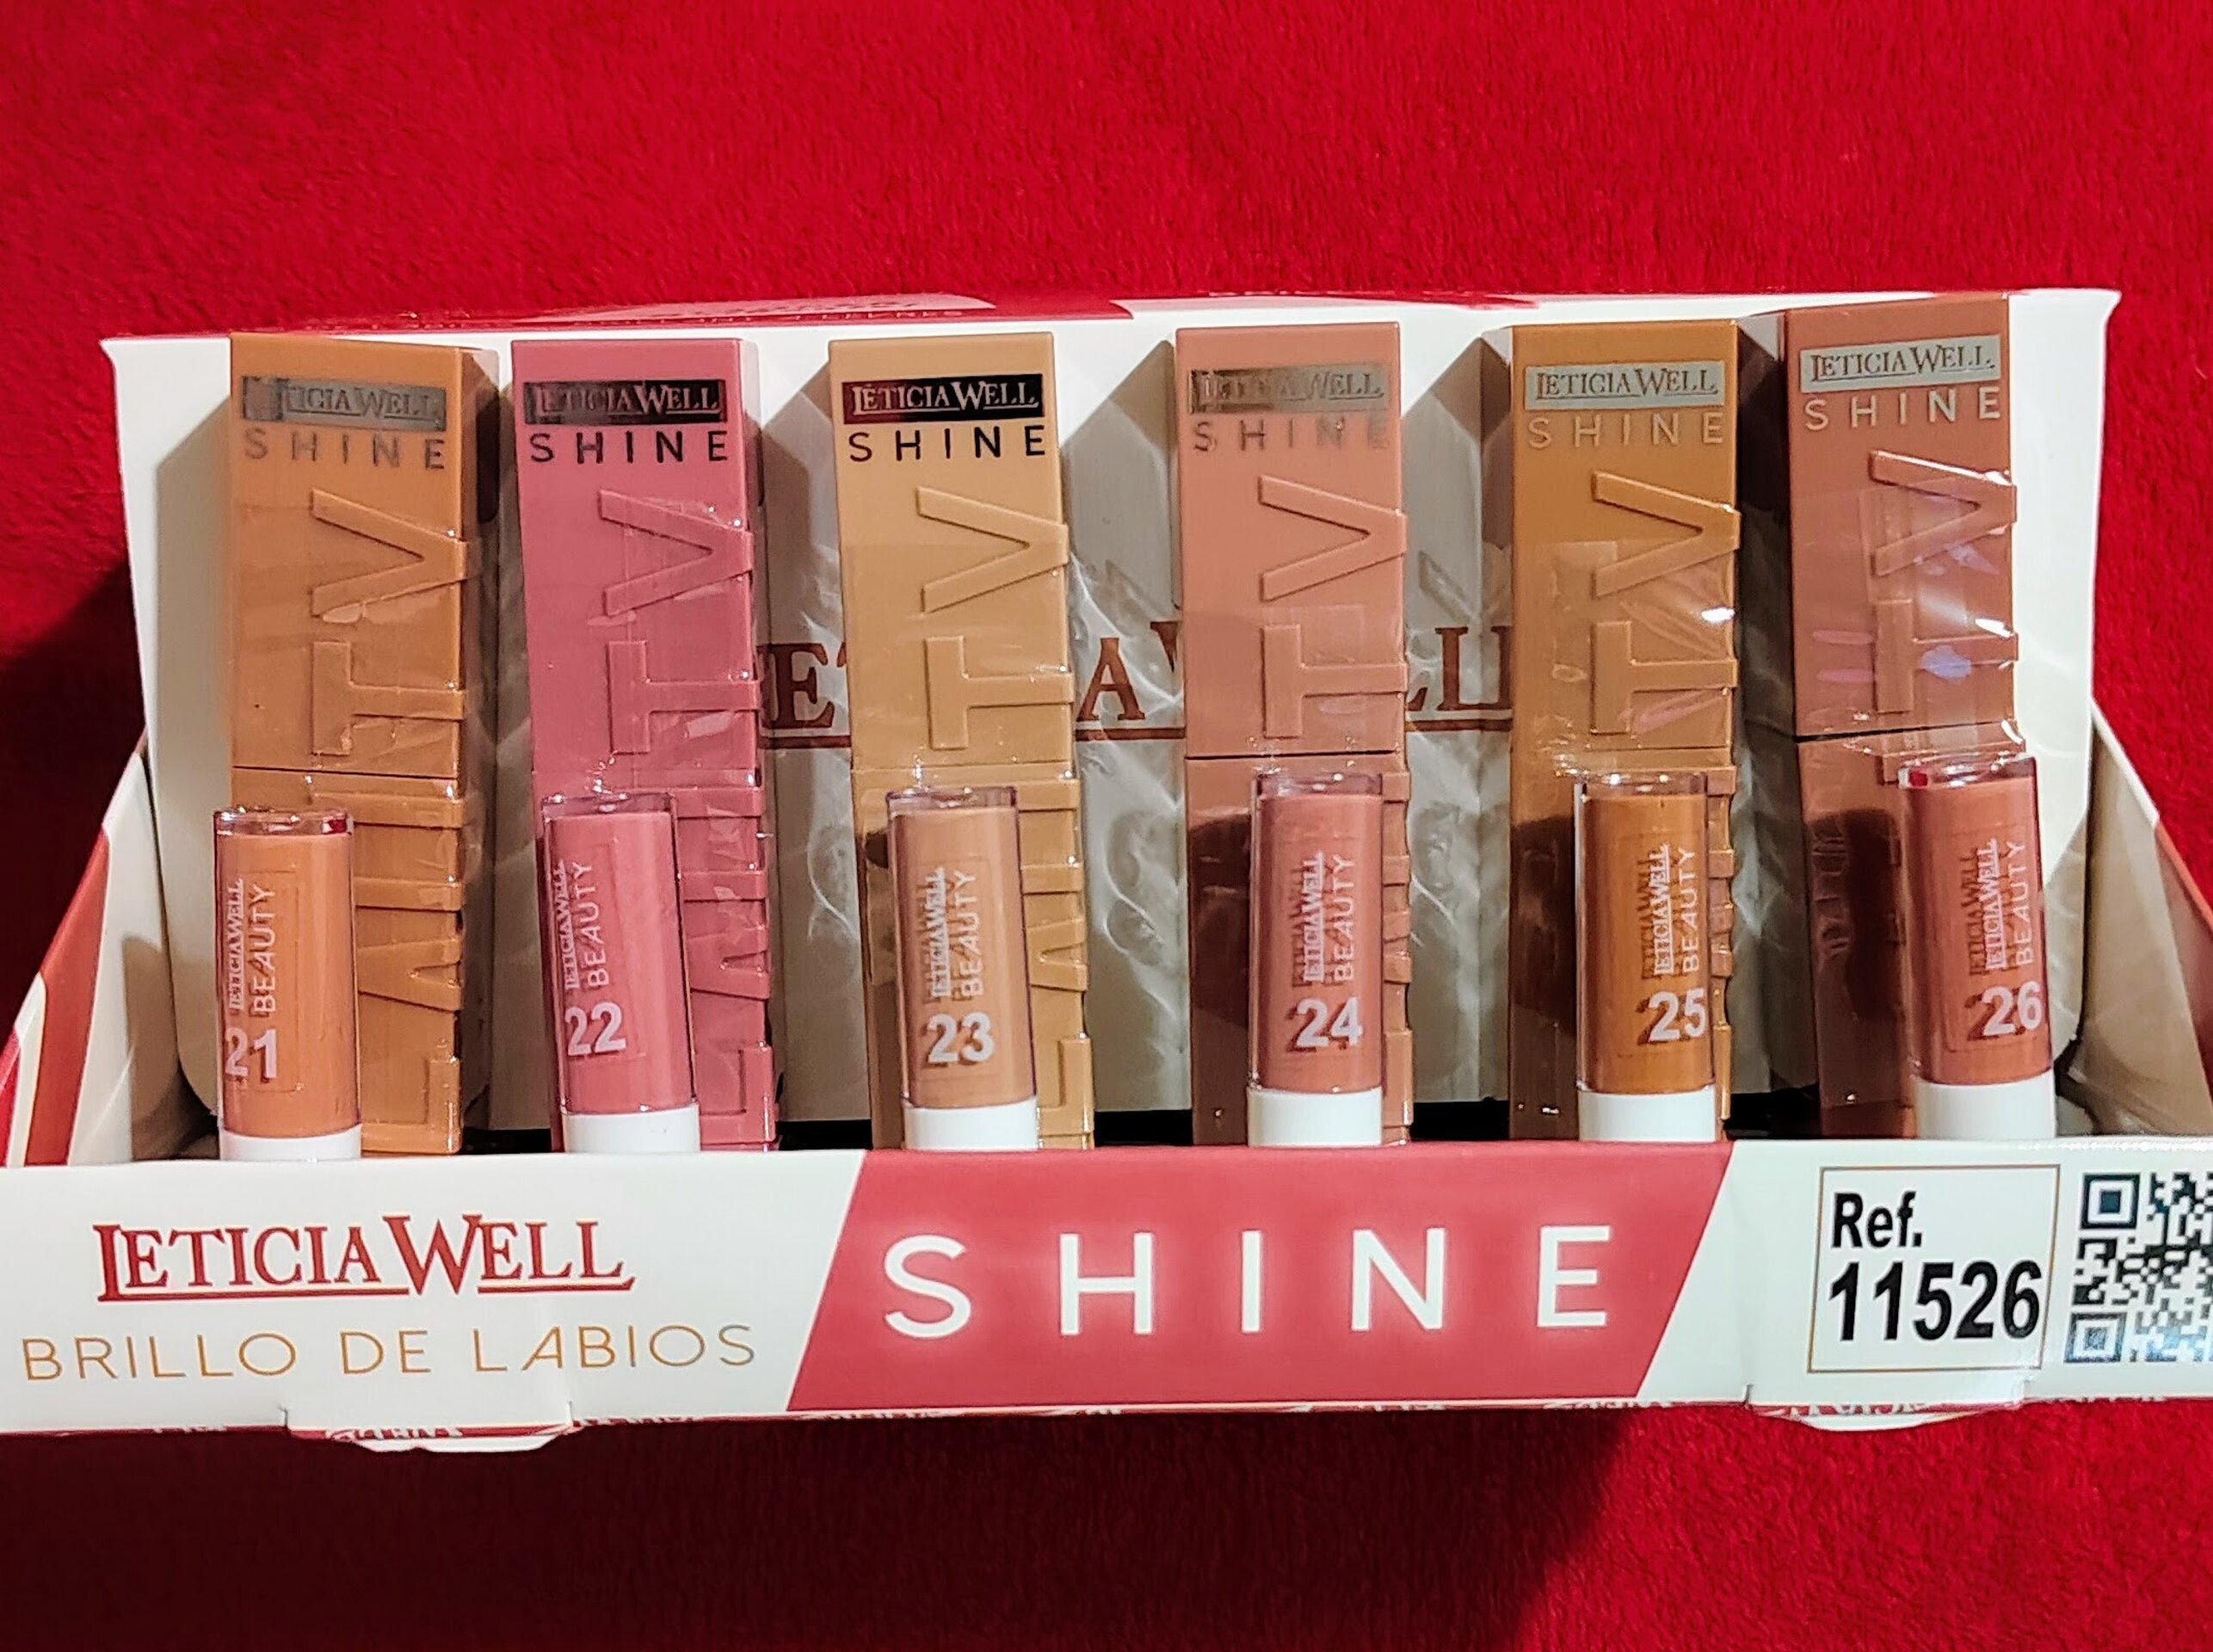 LETICIA WELL
SHINE
LETICIA WELL
SHINE
LETICIA WELL
SHINE
LETICIA WELL
SHINE
LETICIA WELL
SHINE
LETICIA WELL
SHINE
LETICIA WELL
BEAUTY
21
LETICIA WELL
BEAUTY
22
LETICIA WELL
BEAUTY
23
LETICIA WELL
BEAUTY
24
LETICIA WELL
BEAUTY
25
LETICIA WELL
BEAUTY
26
LETICIA WELL
BRILLO DE LABIOS
SHINE
Ref.
11526